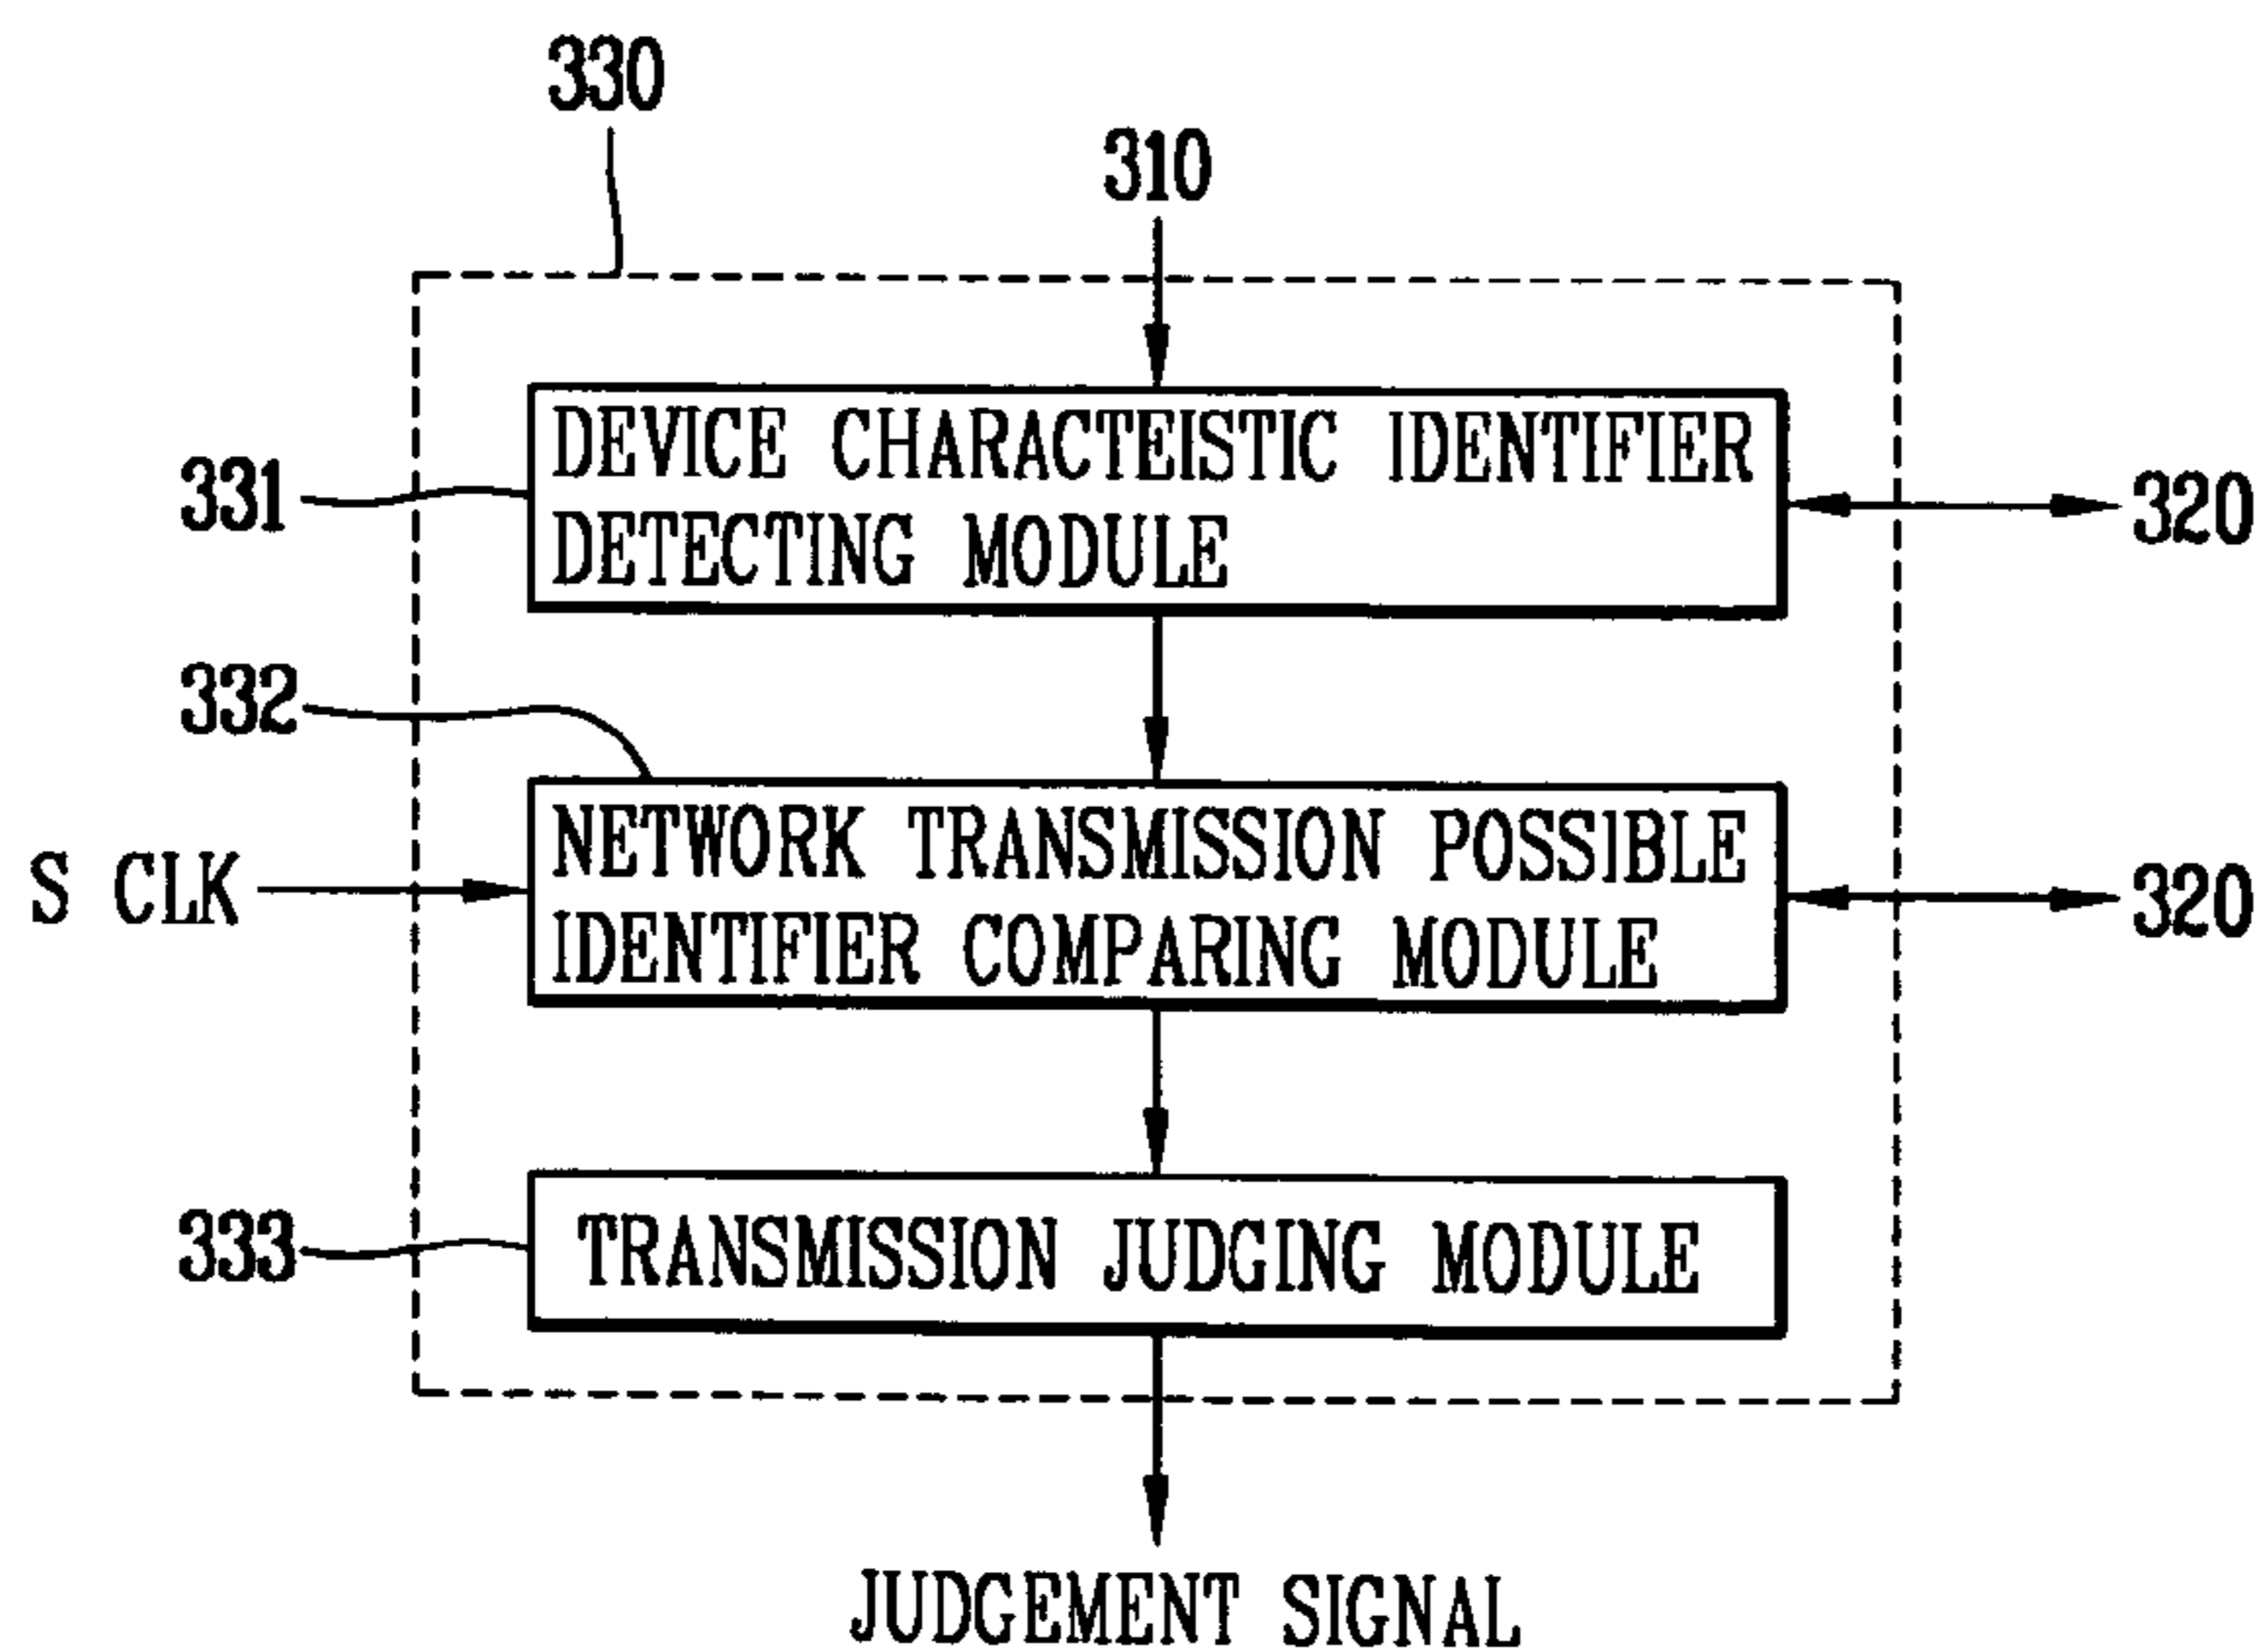 330
310
DEVICE CHARACTEISTIC IDENTIFIER
DETECTING MODULE
331
320
332
NETWORK TRANSMISSION POSSIBLE
IDENTIFIER COMPARING MODULE
S CLK
320
333
TRANSMISSION JUDGING MODULE
JUDGEMENT SIGNAL